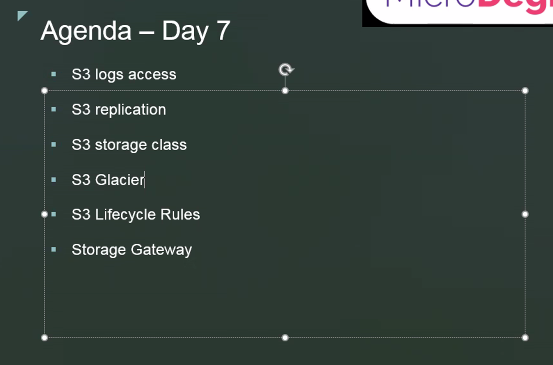 Agenda – Day 7
S3 logs access
S3 replication
S3 storage class
S3 Glacier
S3 Lifecycle Rules
Storage Gateway